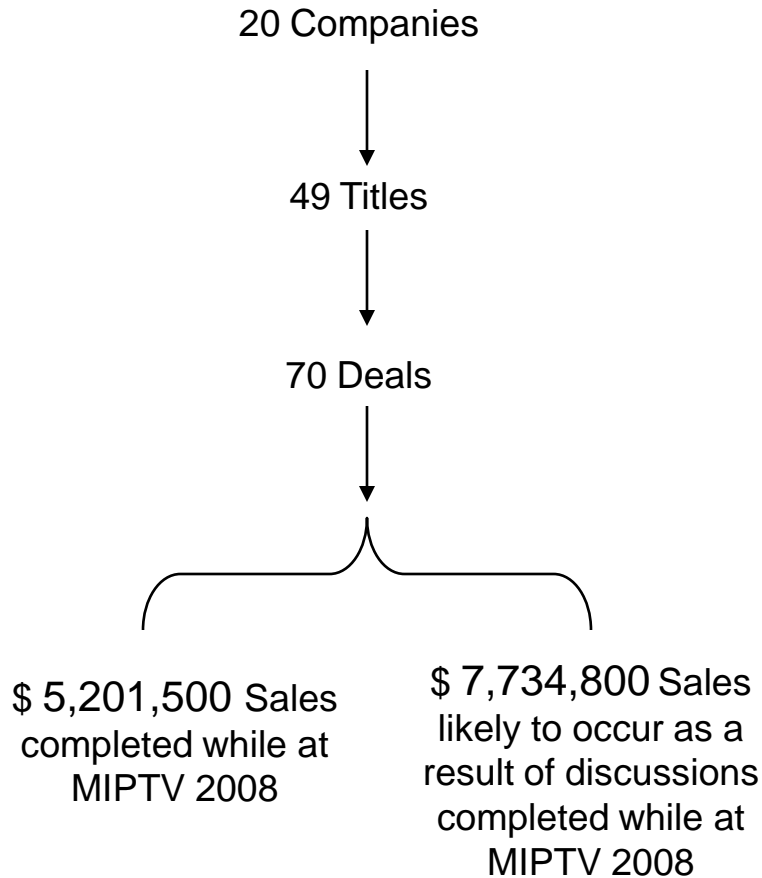 20 Companies
49 Titles
70 Deals
$ 5,201,500 Sales
completed while at
MIPTV 2008
$ 7,734,800 Sales
likely to occur as a
result of discussions
completed while at
MIPTV 2008